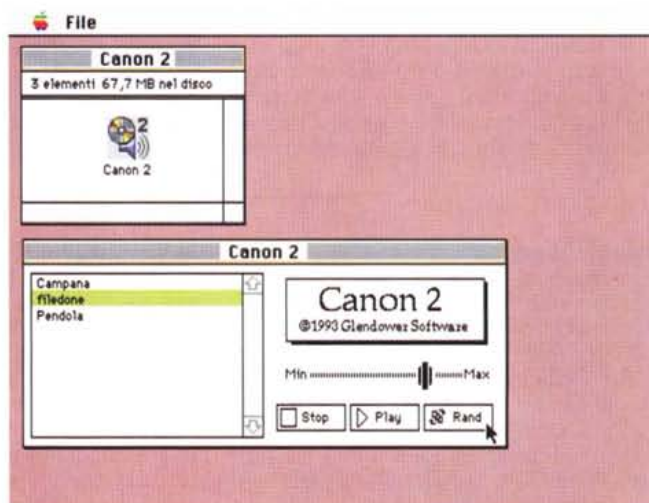 File
Canon 2
3 elementi 67,7 MB nel disco
2
Canon 2
Canon 2
Campana
filedone
Pendola
Canon 2
©1993 Glendower Software
Min Max
Stop Play Rand